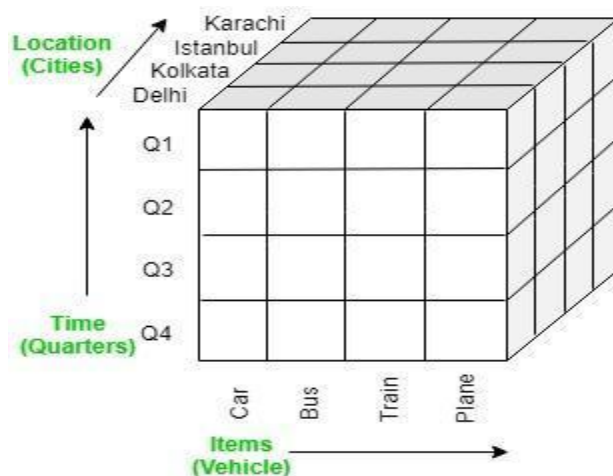 Karachi
Location
(Cities)
Istanbul
Kolkata
Delhi
Q1
Q2
Q3
Time
(Quarters)
Q4
Car
Bus
Train
Plane
Items
(Vehicle)